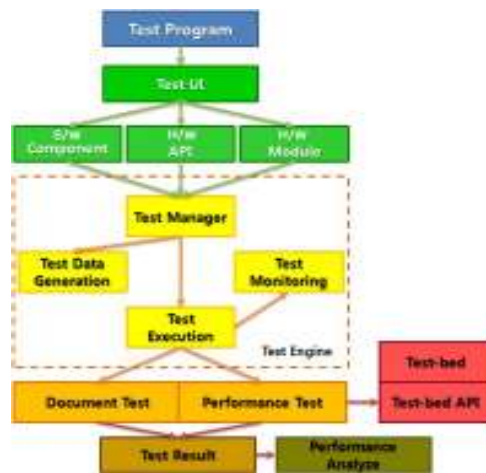 Test Program
Test UI
S/W
Component
H/W
API
H/W
Module
Test Manager
Test Data
Generation
Test
Monitoring
Test
Execution
Test Engine
Test-bed
Document Test
Performance Test
Test-bed API
Test Result
Performance
Analyze